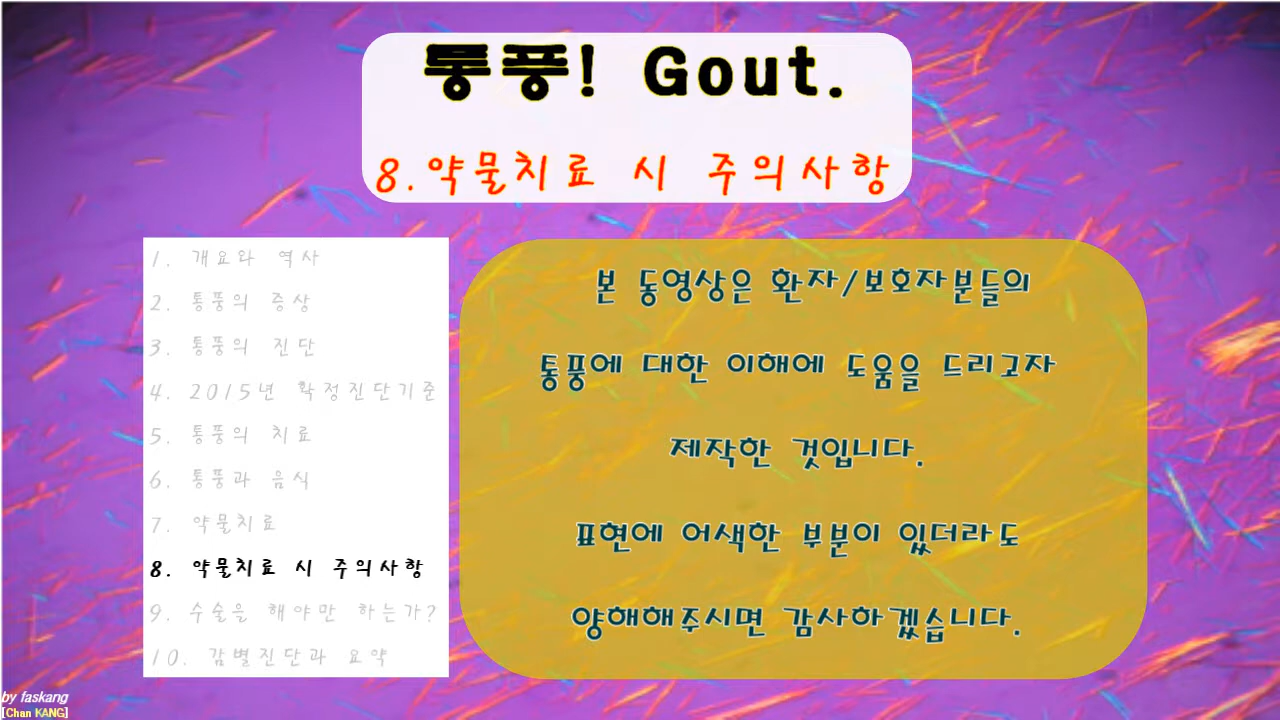 통풍! Gout.
8.약물치료 시 주의사항
1. 개요와 역사
2. 통풍의 증상
3. 통풍의 진단
4. 2015년 확정진단기준
5. 통풍의 치료
6. 통풍과 음식
7. 약물치료
8. 약물치료 시 주의사항
9. 수술을 해야만 하는가?
10. 감별진단과 요약
본 동영상은 환자/보호자분들의
통풍에 대한 이해에 도움을 드리고자
제작한 것입니다.
표현에 어색한 부분이 있더라도
양해해주시면 감사하겠습니다.
by faskang
[Chan KANG]